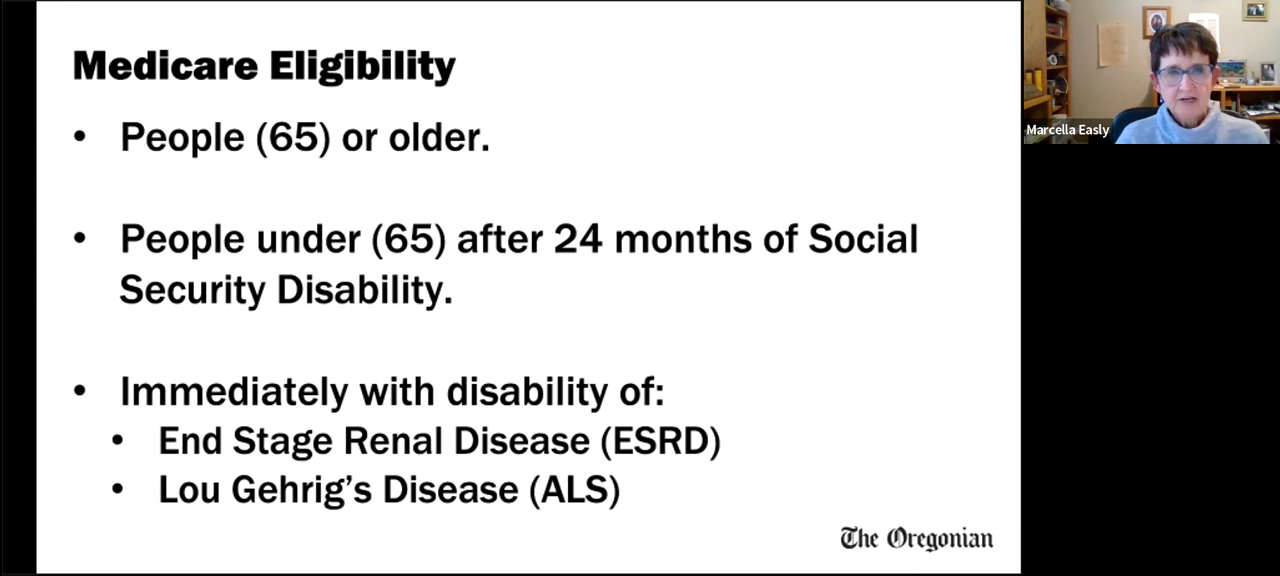 Medicare Eligibility
• People (65) or older.
• People under (65) after 24 months of Social
Security Disability.
• Immediately with disability of:
• End Stage Renal Disease (ESRD)
• Lou Gehrig’s Disease (ALS)
The Oregonian
Marcella Easly